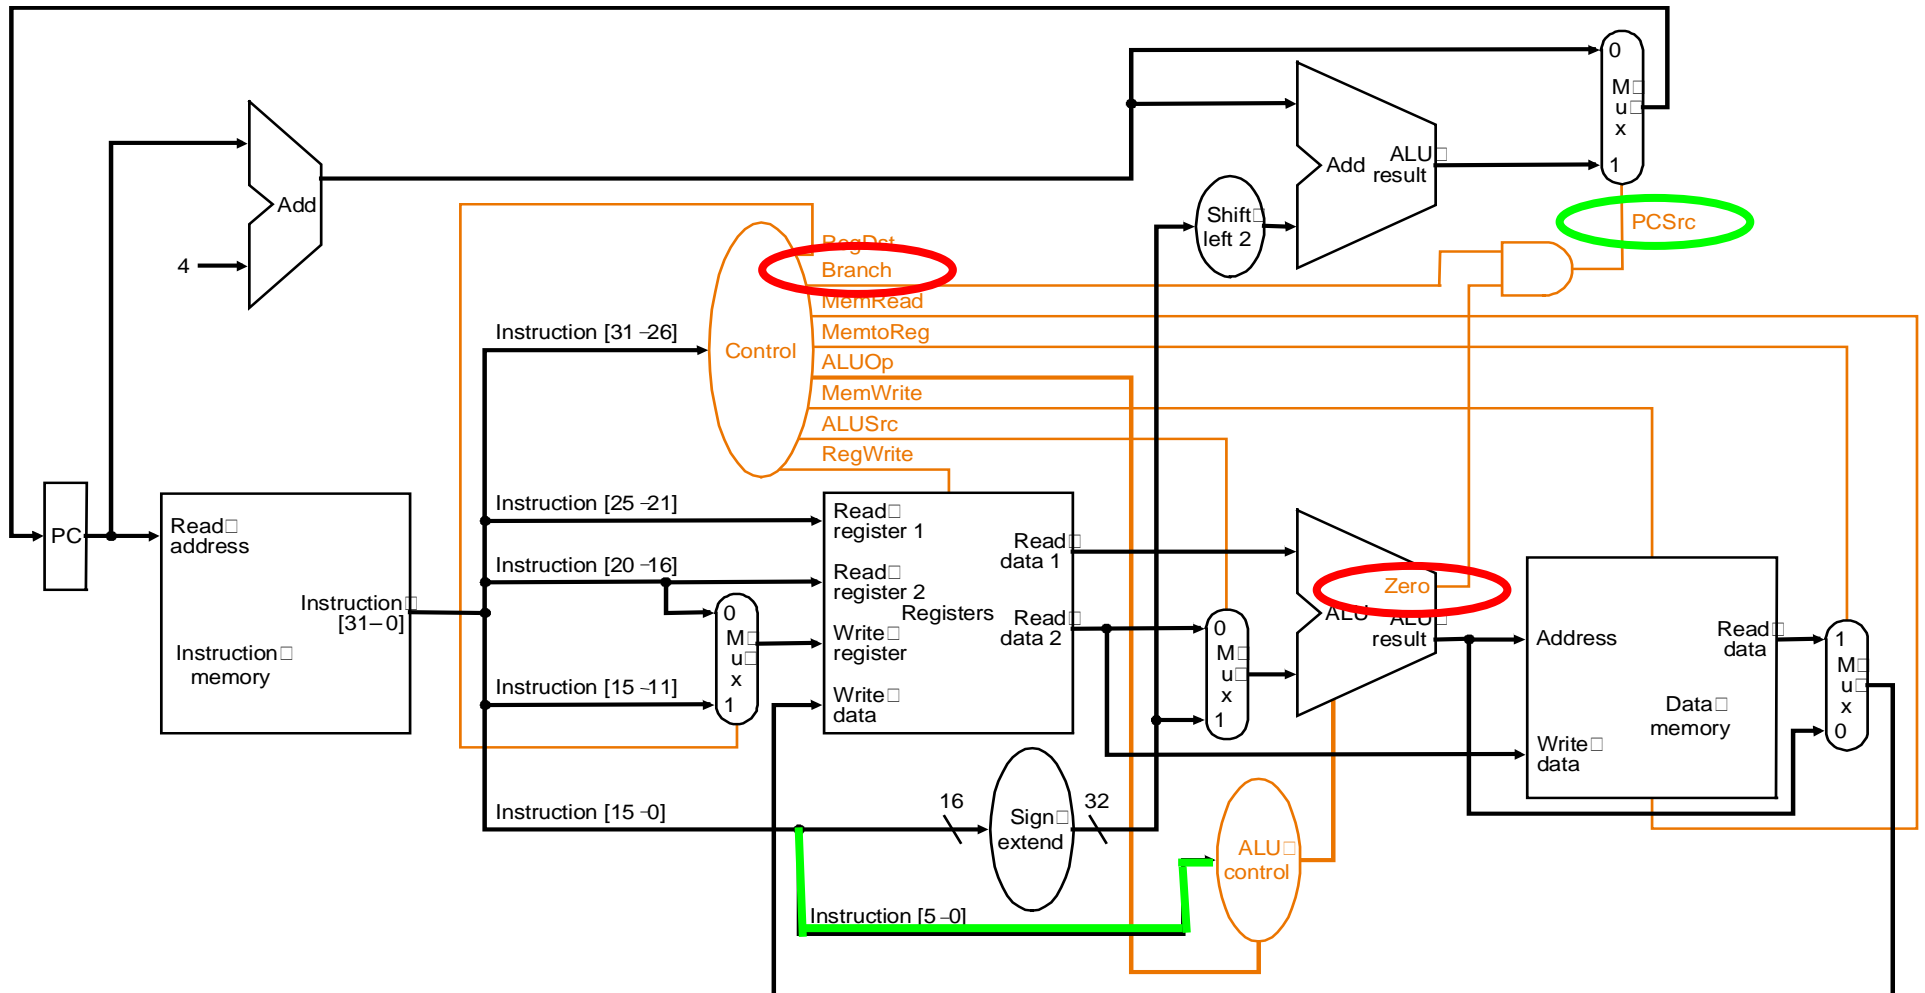 0
M
u
x
1
Add
ALU
result
Add
4
Shift
left 2
PCSrc
RegDst
Branch
MemRead
MemtoReg
ALUOp
MemWrite
ALUSrc
RegWrite
Control
Instruction [31–26]
Instruction [25–21]
Instruction [20–16]
Instruction [15–11]
Instruction [15–0]
Instruction [5–0]
PC
Read
address
Instruction
[31–0]
Instruction
memory
0
M
u
x
1
Read
register 1
Read
register 2
Registers
Write
register
Write
data
Read
data 1
Read
data 2
0
M
u
x
1
Zero
ALU
ALU
result
Address
Read
data
Data
memory
Write
data
1
M
u
x
0
16
Sign
extend
32
ALU
control